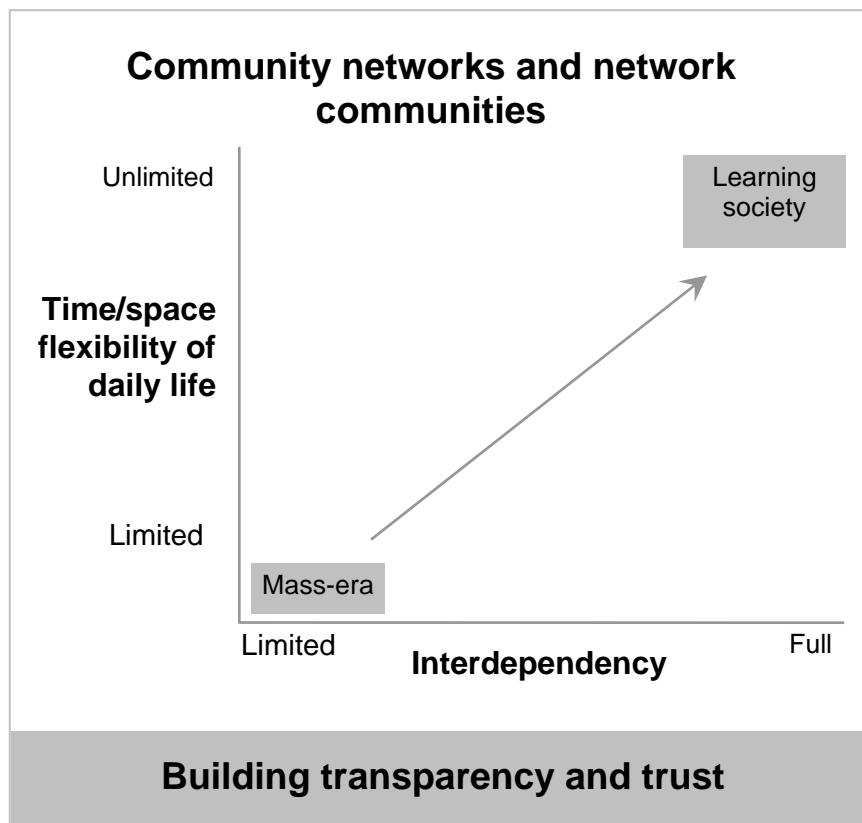 Community networks and network
communities
Unlimited
Learning
society
Time/space
flexibility of
daily life
Limited
Mass-era
Limited
Interdependency
Full
Building transparency and trust